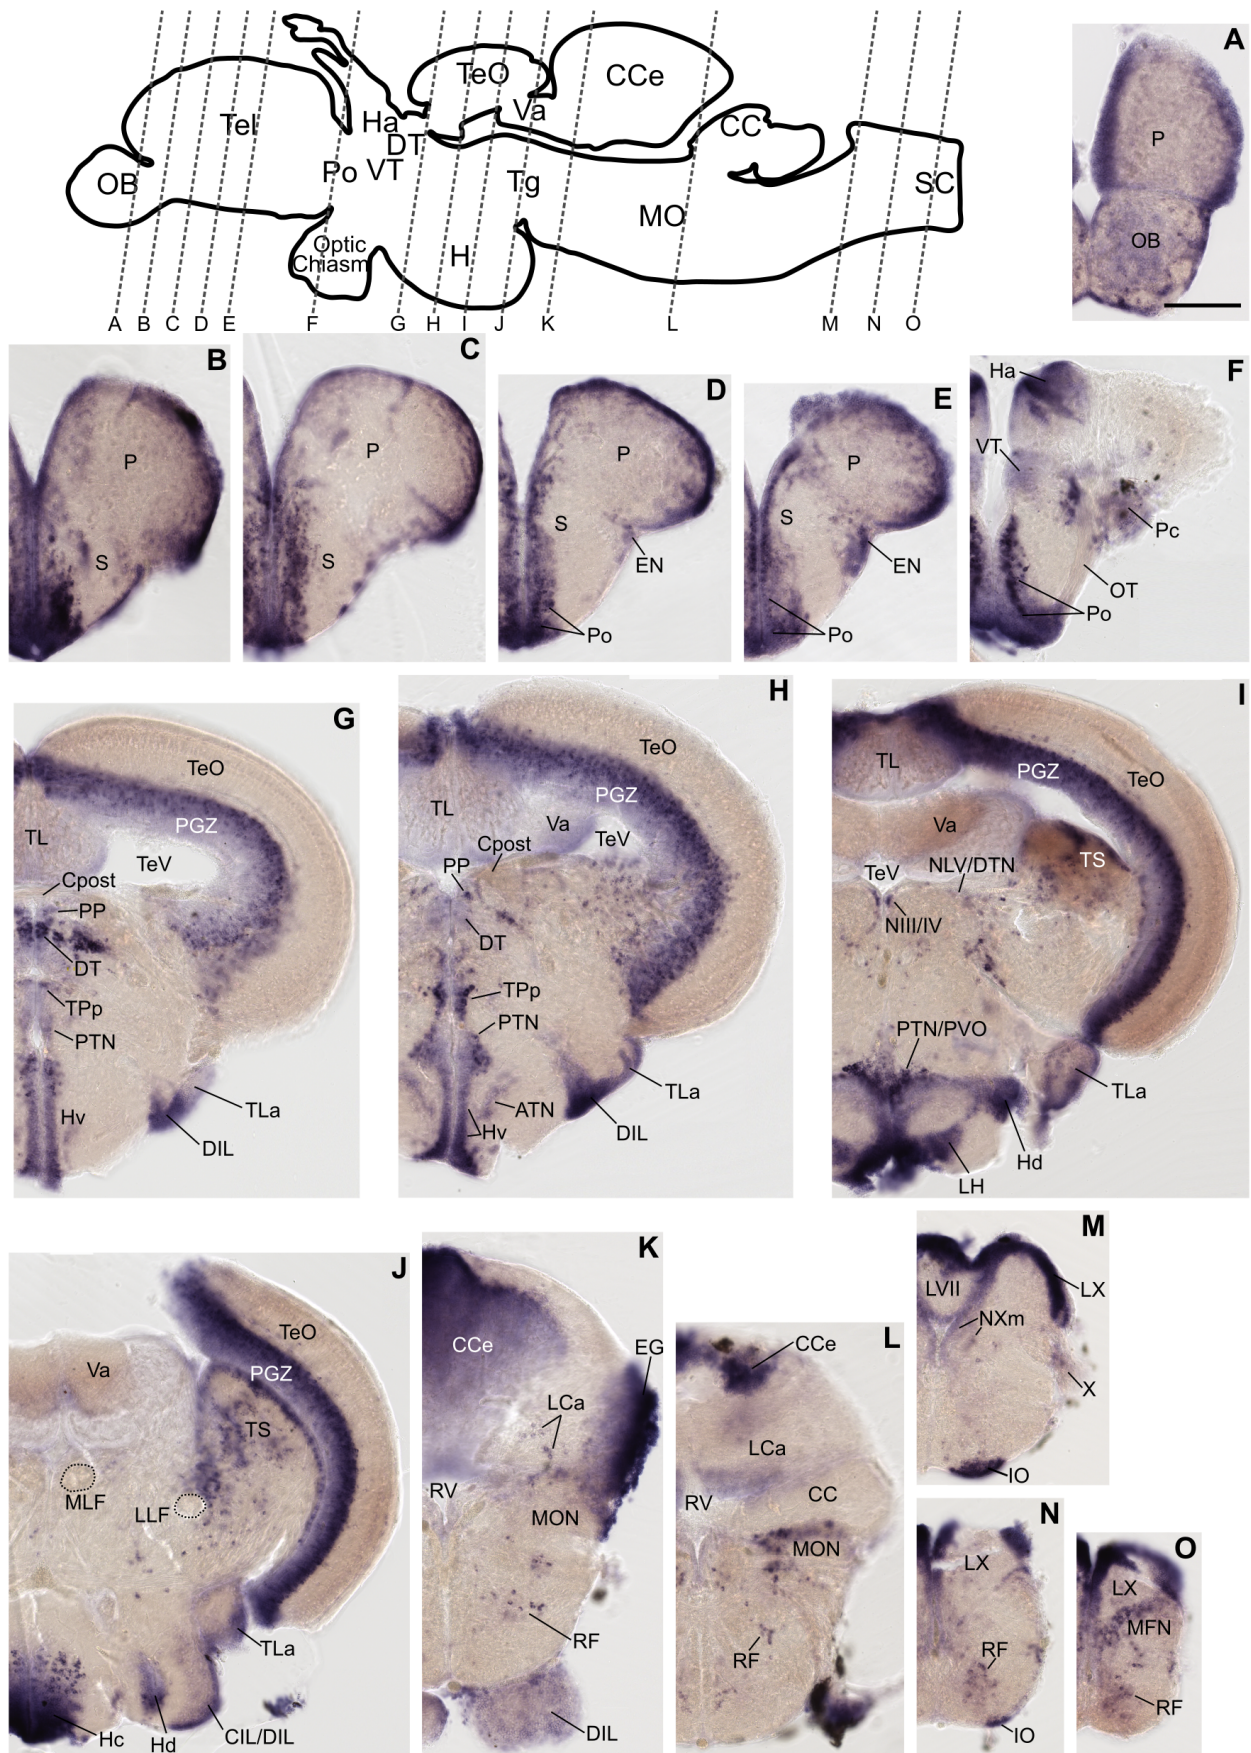 TeO
CCe
Va
Tel
Ha
CC
DT
Po VT
Tg
OB
SC
MO
Optic
Chiasm
H
A B C D E F G H I J K L M N O
A
P
OB
B
P
S
C
P
S
D
P
S
EN
Po
E
P
S
EN
Po
F
Ha
VT
Pc
OT
Po
G
TeO
PGZ
TL
TeV
Cpost
PP
DT
TPp
PTN
Hv
TLa
DIL
H
TeO
PGZ
TL
Va
TeV
Cpost
PP
DT
TPp
PTN
ATN
Hv
TLa
DIL
I
TL
PGZ
TeO
Va
TS
TeV
NLV/DTN
NIII/IV
PTN/PVO
TLa
Hd
LH
J
TeO
Va
PGZ
TS
MLF
LLF
TLa
Hc
Hd
CIL/DIL
K
CCe
EG
LCa
RV
MON
RF
DIL
L
CCe
LCa
RV
CC
MON
RF
M
LVII
LX
NXm
X
IO
N
LX
RF
IO
O
LX
MFN
RF